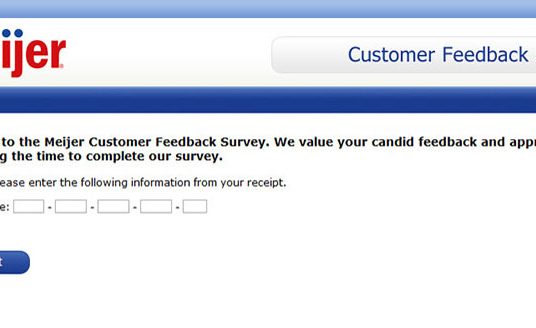 ijer
Customer Feedback
to the Meijer Customer Feedback Survey. We value your candid feedback and appr
g the time to complete our survey.
ease enter the following information from your receipt.
e: - - - -
t